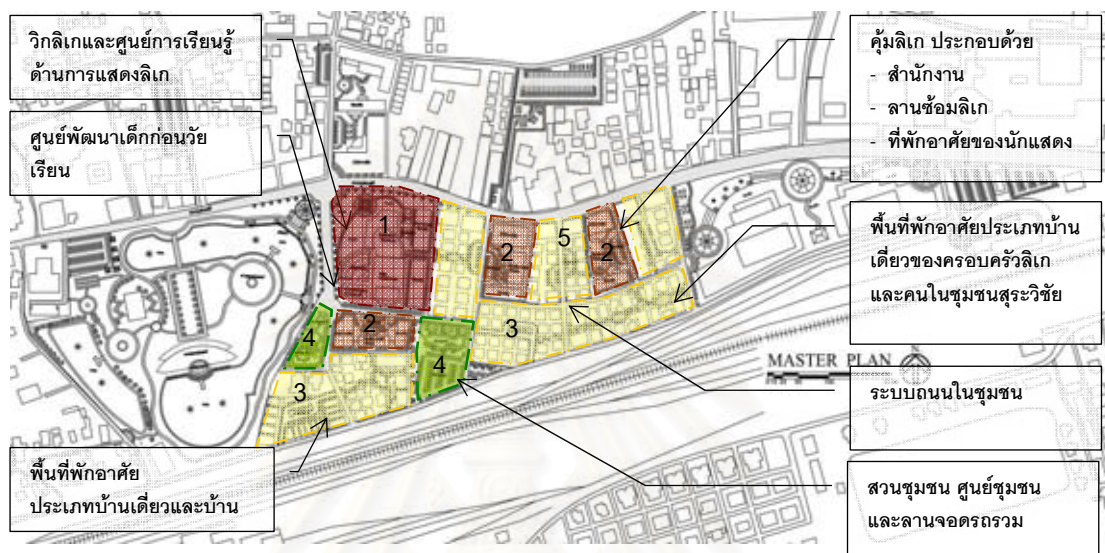 วิกลิเกและศูนย์การเรียนรู้
ด้านการแสดงลิเก
ศูนย์พัฒนาเด็กก่อนวัย
เรียน
คุ้มลิเก ประกอบด้วย
- สำนักงาน
- ลานซ้อมลิเก
- ที่พักอาศัยของนักแสดง
พื้นที่พักอาศัยประเภทบ้าน
เดี่ยวของครอบครัวลิเก
และคนในชุมชนสุระวิชัย
1
2
5
2
2
3
4
4
3
MASTER PLAN
ระบบถนนในชุมชน
พื้นที่พักอาศัย
ประเภทบ้านเดี่ยวและบ้าน
สวนชุมชน ศูนย์ชุมชน
และลานจอดรถรวม